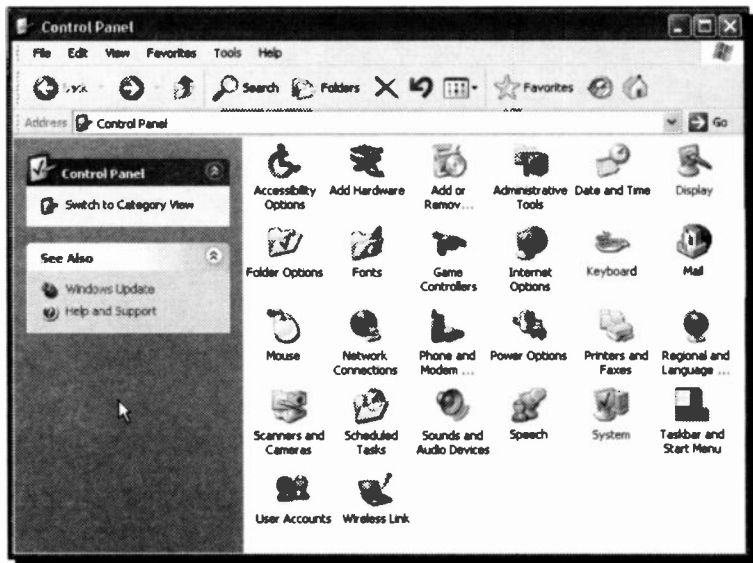 Control Panel
File Edit View Favorites Tools Help
Back Search Folders Favorites
Address Control Panel Go
Control Panel
Switch to Category View
See Also
Windows Update
Help and Support
Accessibility Options
Add Hardware
Add or Remov...
Administrative Tools
Date and Time
Display
Folder Options
Fonts
Game Controllers
Internet Options
Keyboard
Mail
Mouse
Network Connections
Phone and Modem ...
Power Options
Printers and Faxes
Regional and Language ...
Scanners and Cameras
Scheduled Tasks
Sounds and Audio Devices
Speech
System
Taskbar and Start Menu
User Accounts
Wireless Link